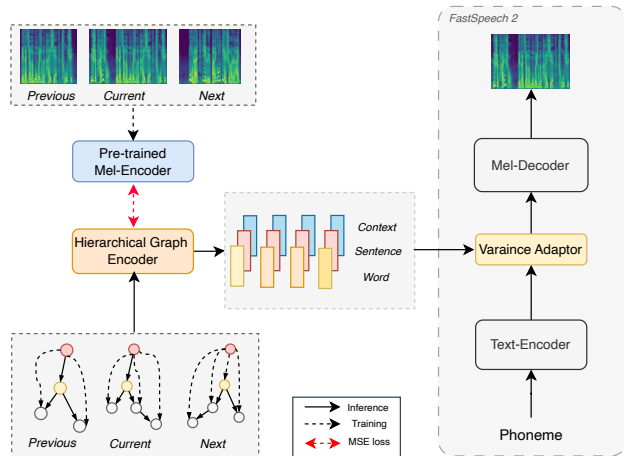 FastSpeech 2
Previous
Current
Next
Pre-trained
Mel-Encoder
Mel-Decoder
Hierarchical Graph
Encoder
Context
Sentence
Word
Varaince Adaptor
Text-Encoder
Previous
Current
Next
Inference
Training
MSE loss
Phoneme